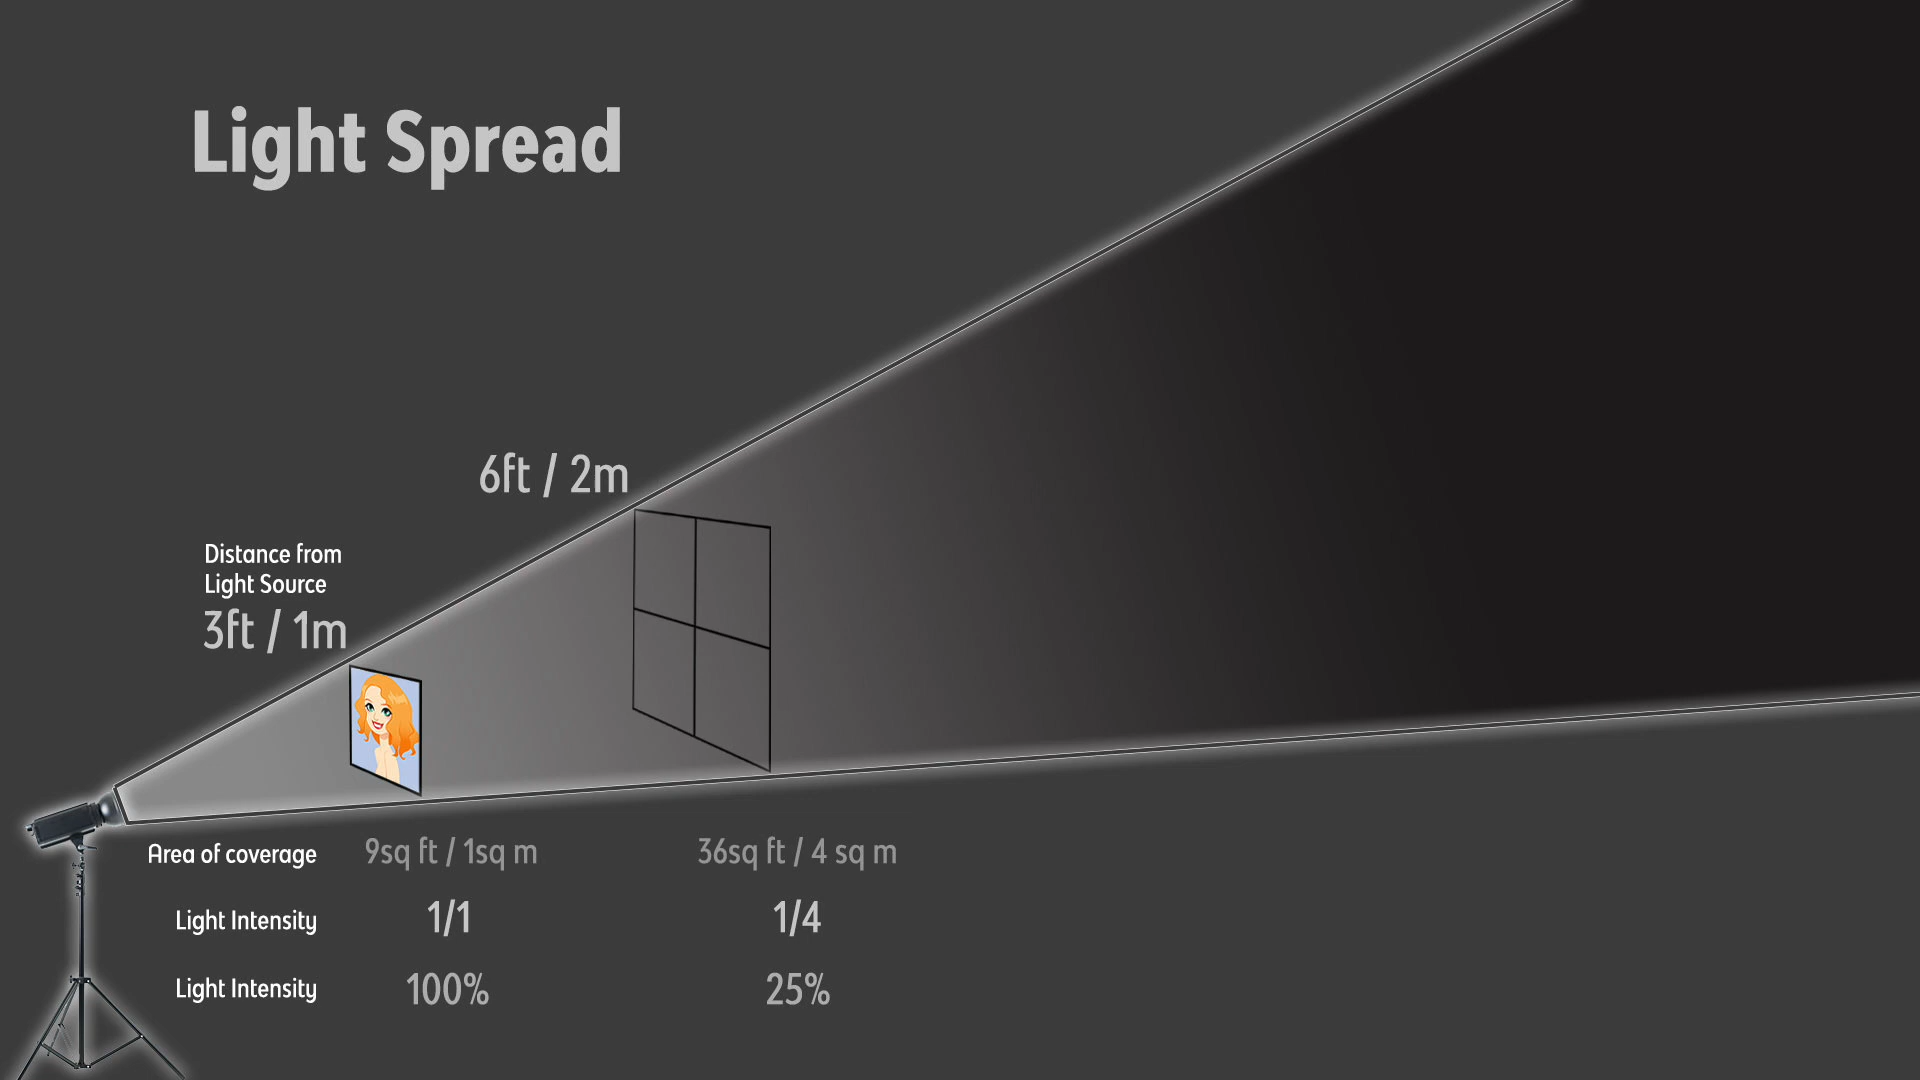 Light Spread
6ft / 2m
Distance from
Light Source
3ft / 1m
Area of coverage 9sq ft / 1sq m 36sq ft / 4 sq m
Light Intensity 1/1 1/4
Light Intensity 100% 25%